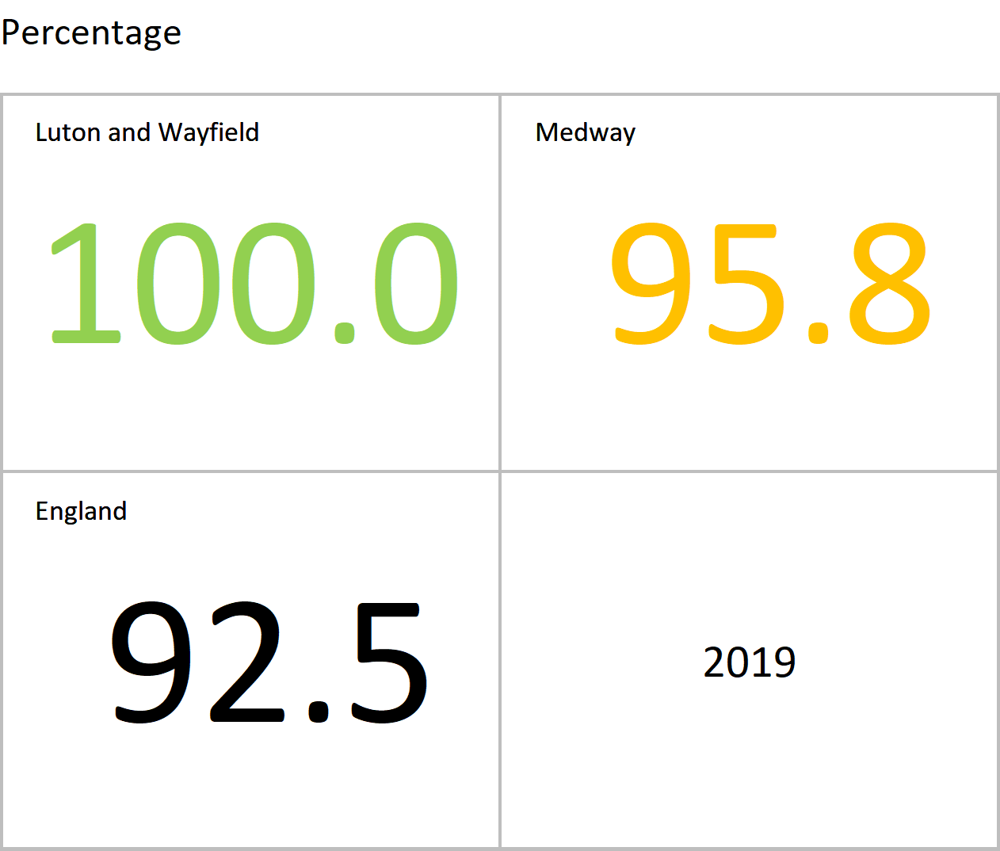 Percentage
Luton and Wayfield
100.0
Medway
95.8
England
92.5
2019